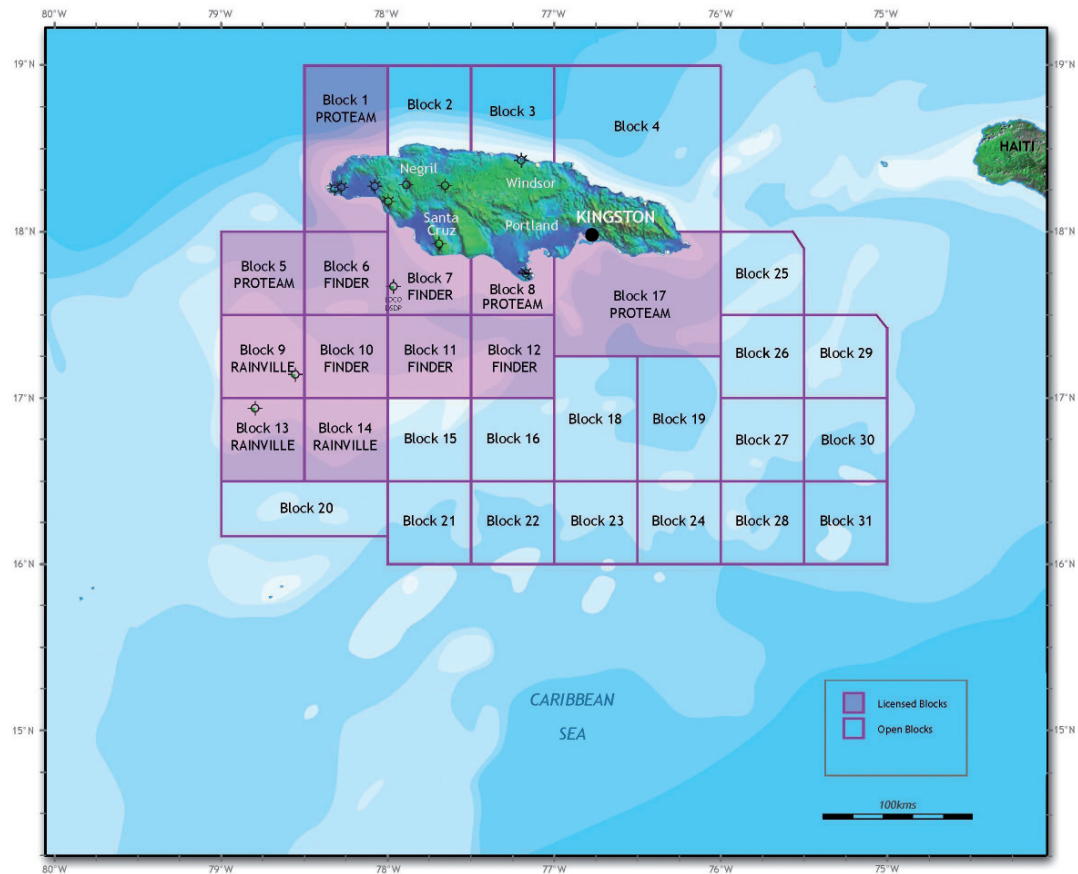 80°W
79°W
78°W
77°W
76°W
75°W
19°N
19°N
Block 1
PROTEAM
Block 2
Block 3
Block 4
HAITI
Negril
Windsor
Santa
Cruz
Portland
KINGSTON
18°N
18°N
Block 5
PROTEAM
Block 6
FINDER
Block 7
FINDER
Block 8
PROTEAM
Block 17
PROTEAM
Block 25
Block 9
RAINVILLE
Block 10
FINDER
Block 11
FINDER
Block 12
FINDER
Block 26
Block 29
17°N
17°N
Block 13
RAINVILLE
Block 14
RAINVILLE
Block 15
Block 16
Block 18
Block 19
Block 27
Block 30
Block 20
Block 21
Block 22
Block 23
Block 24
Block 28
Block 31
16°N
16°N
CARIBBEAN
SEA
Licensed Blocks
Open Blocks
15°N
15°N
100kms
80°W
79°W
78°W
77°W
76°W
75°W